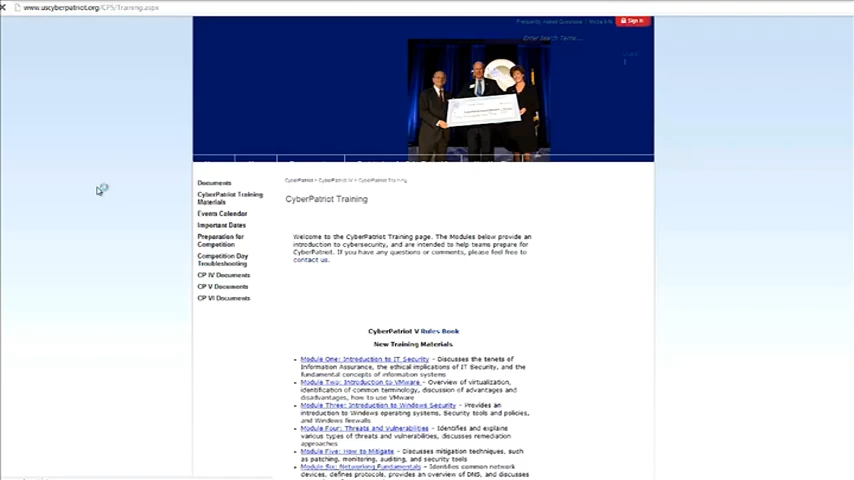 www.uscyberpatriot.org/CP5/Training.aspx
Frequently Asked Questions | Media Info
Sign In
Enter Search Terms...
CyberPatriot > CyberPatriot IV > CyberPatriot Training
Documents
CyberPatriot Training
Materials
Events Calendar
Important Dates
Preparation for
Competition
Competition Day
Troubleshooting
CP IV Documents
CP V Documents
CP VI Documents
CyberPatriot Training
Welcome to the CyberPatriot Training page. The Modules below provide an
introduction to cybersecurity, and are intended to help teams prepare for
CyberPatriot. If you have any questions or comments, please feel free to
contact us.
CyberPatriot V Rules Book
New Training Materials
• Module One: Introduction to IT Security - Discusses the tenets of
Information Assurance, the ethical implications of IT Security, and the
fundamental concepts of information systems
• Module Two: Introduction to VMware - Overview of virtualization,
identification of common terminology, discussion of advantages and
disadvantages, how to use VMware
• Module Three: Introduction to Windows Security - Provides an
introduction to Windows operating systems, Security tools and policies,
and Windows firewalls
• Module Four: Threats and Vulnerabilities - Identifies and explains
various types of threats and vulnerabilities, discusses remediation
approaches
• Module Five: How to Mitigate - Discusses mitigation techniques, such
as patching, monitoring, auditing, and security tools
• Module Six: Networking Fundamentals - Identifies common network
devices, defines protocols, provides an overview of DNS, and discusses